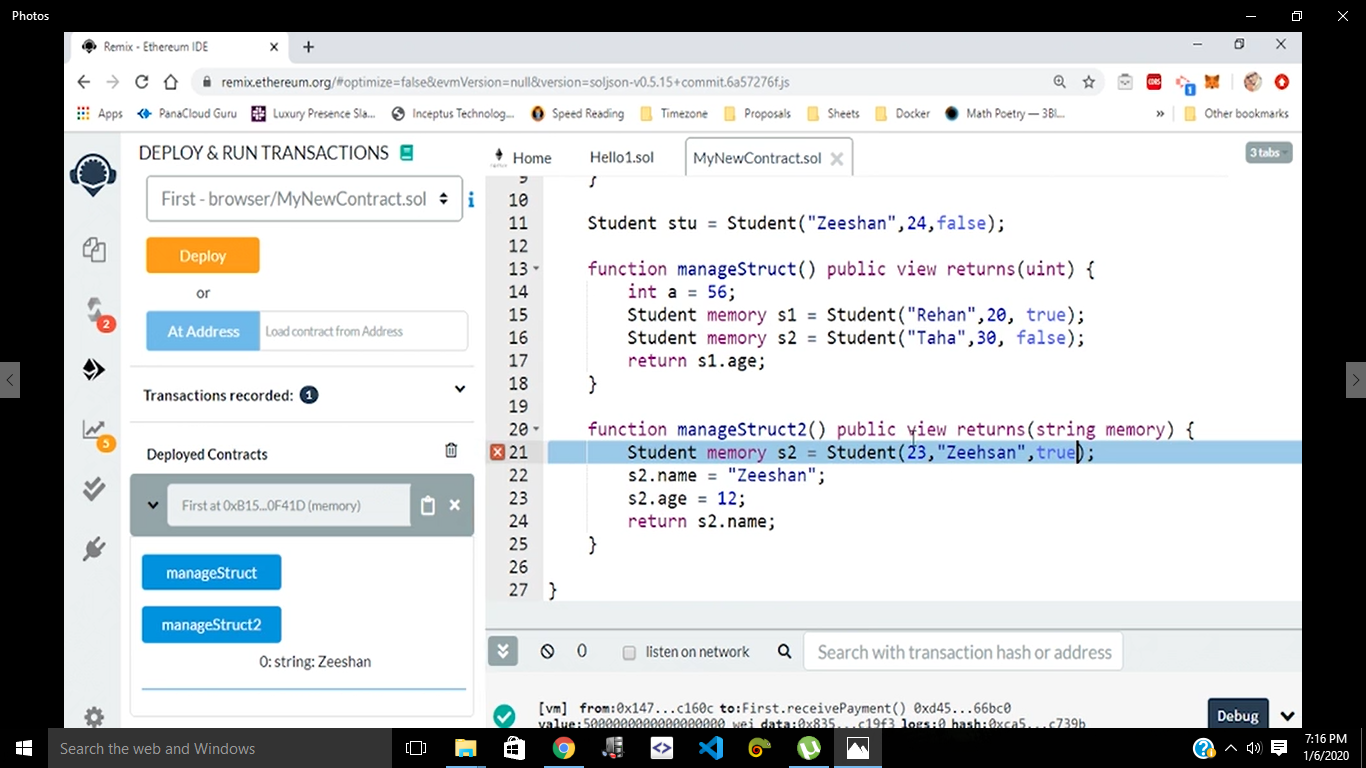 Photos
Remix - Ethereum IDE
remix.ethereum.org/#optimize=false&evmVersion=null&version=soljson-v0.5.15+commit.6a57276f.js
Apps PanaCloud Guru Luxury Presence Sla... Inceptus Technolog... Speed Reading Timezone Proposals Sheets Docker Math Poetry — 3Bl... » Other bookmarks
DEPLOY & RUN TRANSACTIONS
Home Hello1.sol MyNewContract.sol
3 tabs
First - browser/MyNewContract.sol
Deploy
or
At Address Load contract from Address
2
Transactions recorded: 1
5
Deployed Contracts
First at 0xB15...0F41D (memory)
manageStruct
manageStruct2
0: string: Zeeshan
9 }
10
11 Student stu = Student("Zeeshan",24,false);
12
13 function manageStruct() public view returns(uint) {
14 int a = 56;
15 Student memory s1 = Student("Rehan",20, true);
16 Student memory s2 = Student("Taha",30, false);
17 return s1.age;
18 }
19
20 function manageStruct2() public view returns(string memory) {
21 Student memory s2 = Student(23,"Zeehsan",true);
22 s2.name = "Zeeshan";
23 s2.age = 12;
24 return s2.name;
25 }
26
27 }
0 listen on network Search with transaction hash or address
[vm] from:0x147...c160c to:First.receivePayment() 0xd45...66bc0
value:5000000000000000000 wei data:0x835...c19f3 logs:0 hash:0xca5...c739b
Debug
Search the web and Windows
7:16 PM
1/6/2020